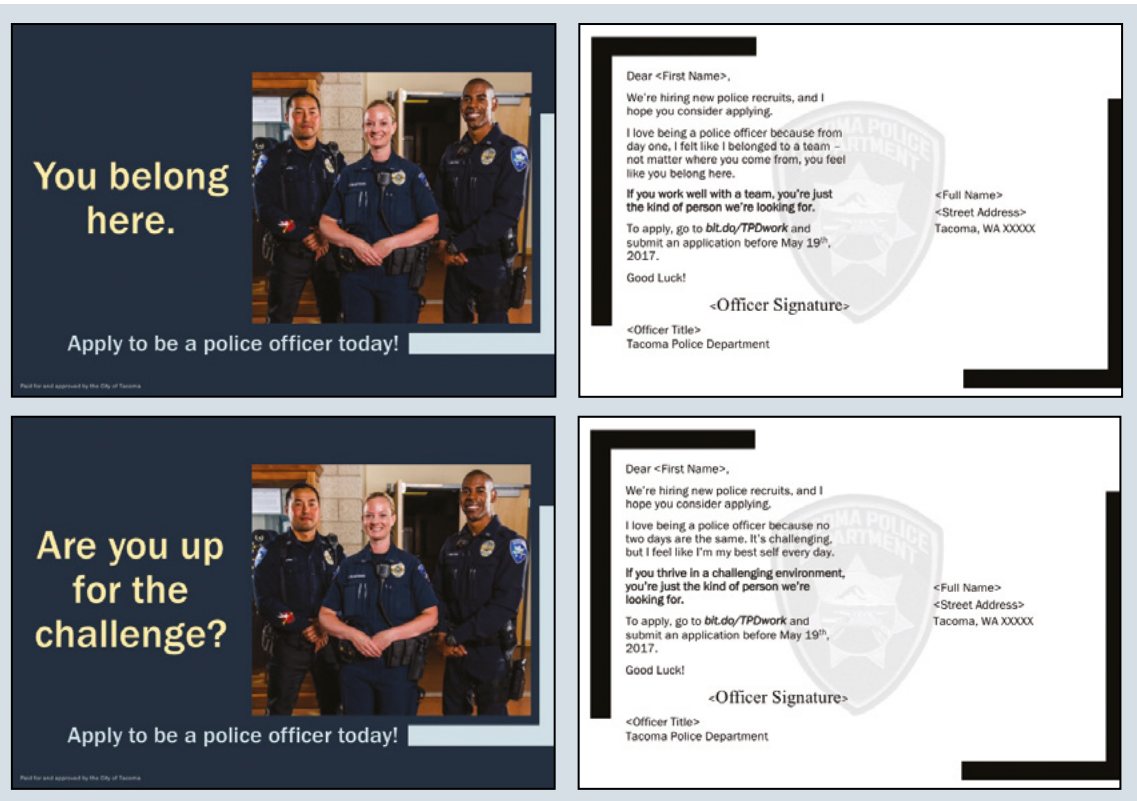 You belong
here.
Apply to be a police officer today!
Paid for and approved by the City of Tacoma
Dear <First Name>,
We're hiring new police recruits, and I
hope you consider applying.
I love being a police officer because from
day one, I felt like I belonged to a team –
not matter where you come from, you feel
like you belong here.
If you work well with a team, you're just
the kind of person we're looking for.
To apply, go to bit.do/TPDwork and
submit an application before May 19th,
2017.
Good Luck!
<Officer Signature>
<Officer Title>
Tacoma Police Department
TACOMA POLICE
DEPARTMENT
<Full Name>
<Street Address>
Tacoma, WA XXXXX
Are you up
for the
challenge?
Apply to be a police officer today!
Paid for and approved by the City of Tacoma
Dear <First Name>,
We're hiring new police recruits, and I
hope you consider applying.
I love being a police officer because no
two days are the same. It's challenging,
but I feel like I'm my best self every day.
If you thrive in a challenging environment,
you're just the kind of person we're
looking for.
To apply, go to bit.do/TPDwork and
submit an application before May 19th,
2017.
Good Luck!
<Officer Signature>
<Officer Title>
Tacoma Police Department
TACOMA POLICE
DEPARTMENT
<Full Name>
<Street Address>
Tacoma, WA XXXXX